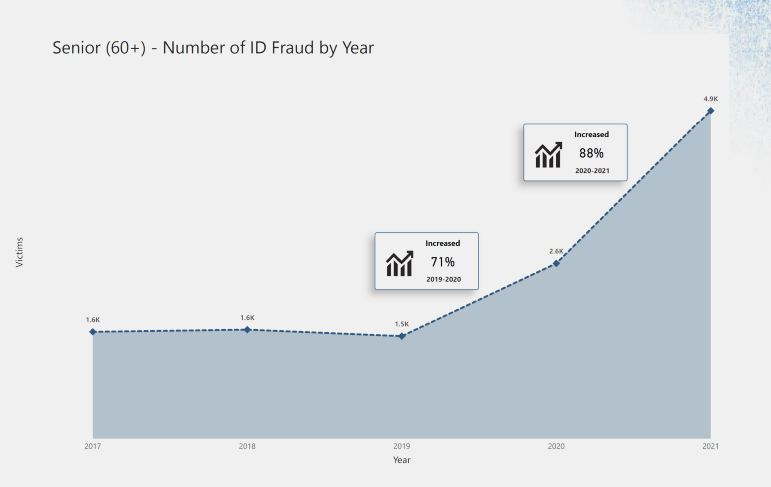 Senior (60+) - Number of ID Fraud by Year
4.9K
Increased
88%
2020-2021
2.6K
Increased
71%
2019-2020
1.6K
1.6K
1.5K
Victims
2017
2018
2019
2020
2021
Year